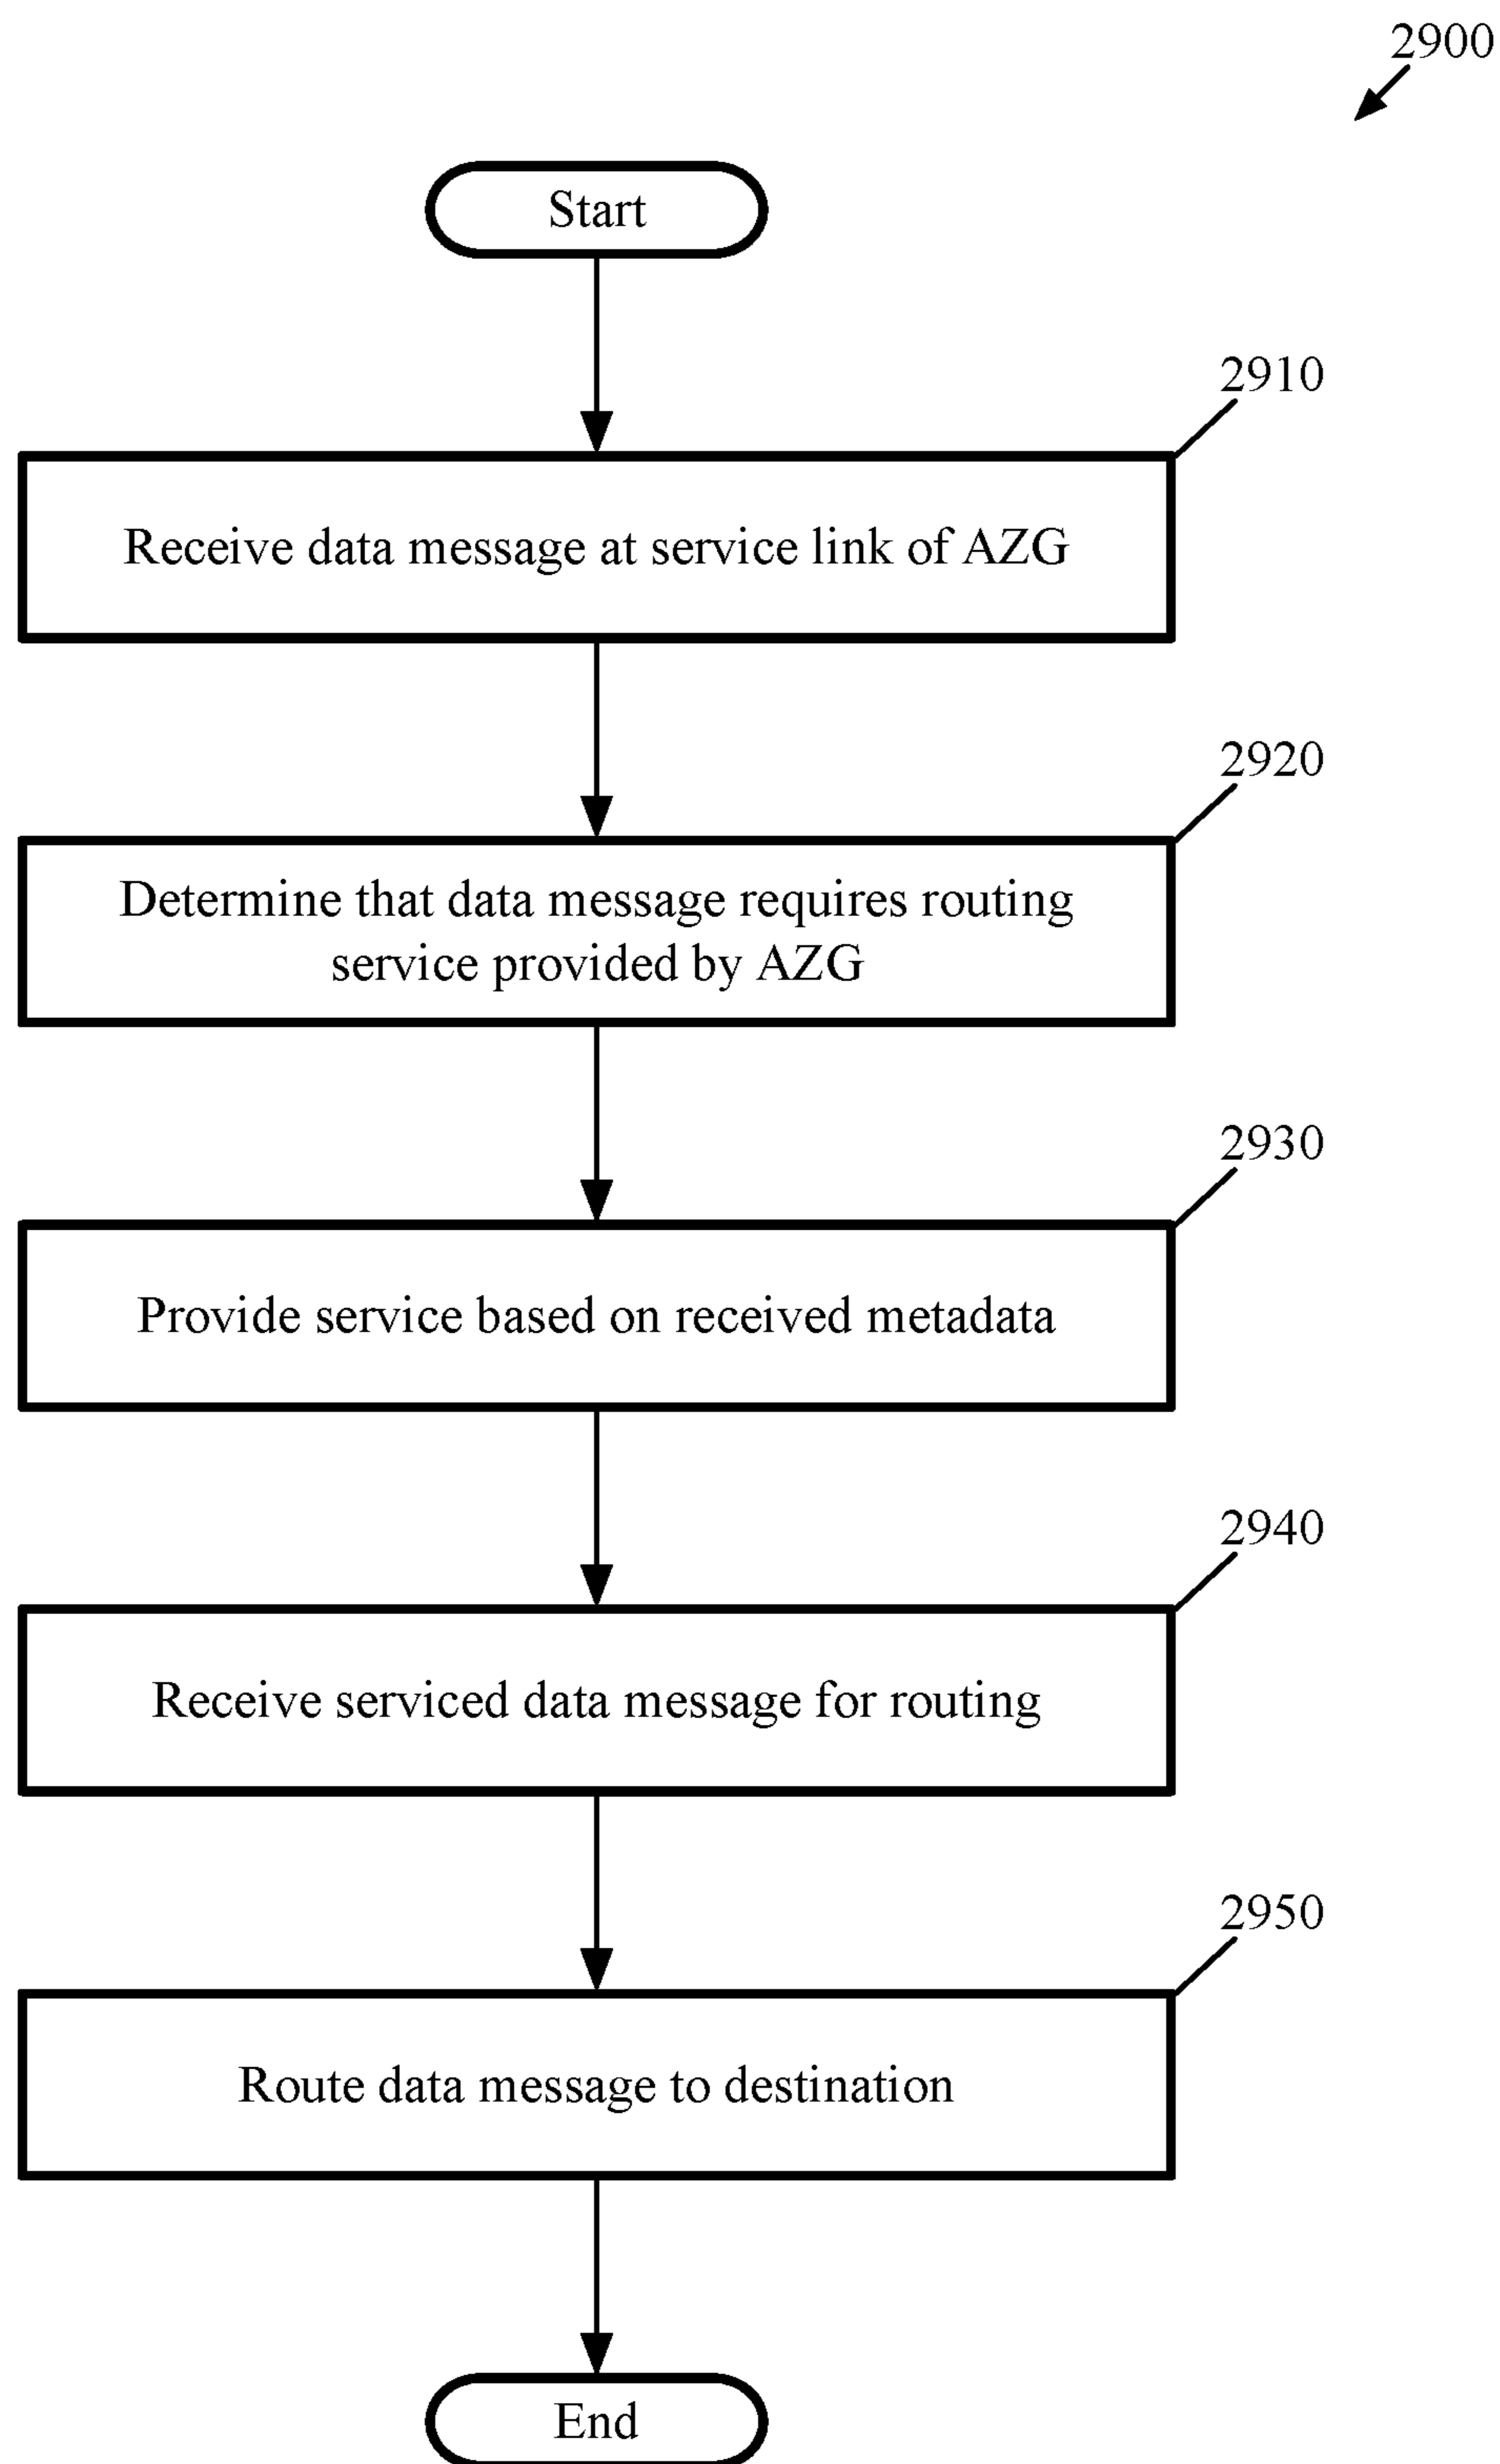 2900
Start
2910
Receive data message at service link of AZG
2920
Determine that data message requires routing
service provided by AZG
2930
Provide service based on received metadata
2940
Receive serviced data message for routing
2950
Route data message to destination
End